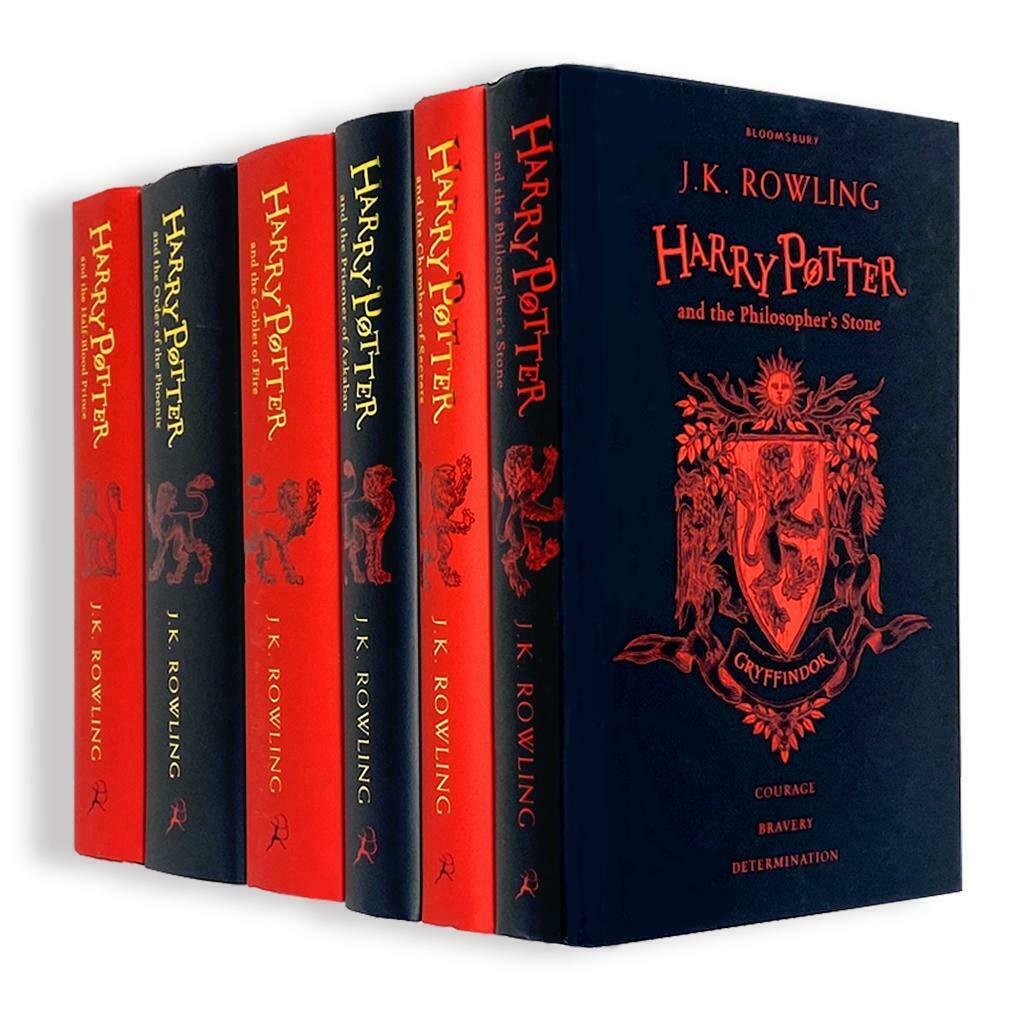 HARRY POTTER
and the Half-Blood Prince
J.K. ROWLING
HARRY POTTER
and the Order of the Phoenix
J.K. ROWLING
HARRY POTTER
and the Goblet of Fire
J.K. ROWLING
HARRY POTTER
and the Prisoner of Azkaban
J.K. ROWLING
HARRY POTTER
and the Chamber of Secrets
J.K. ROWLING
HARRY POTTER
and the Philosopher's Stone
J.K. ROWLING
BLOOMSBURY
J.K. ROWLING
HARRY POTTER
and the Philosopher's Stone
GRYFFINDOR
COURAGE
BRAVERY
DETERMINATION